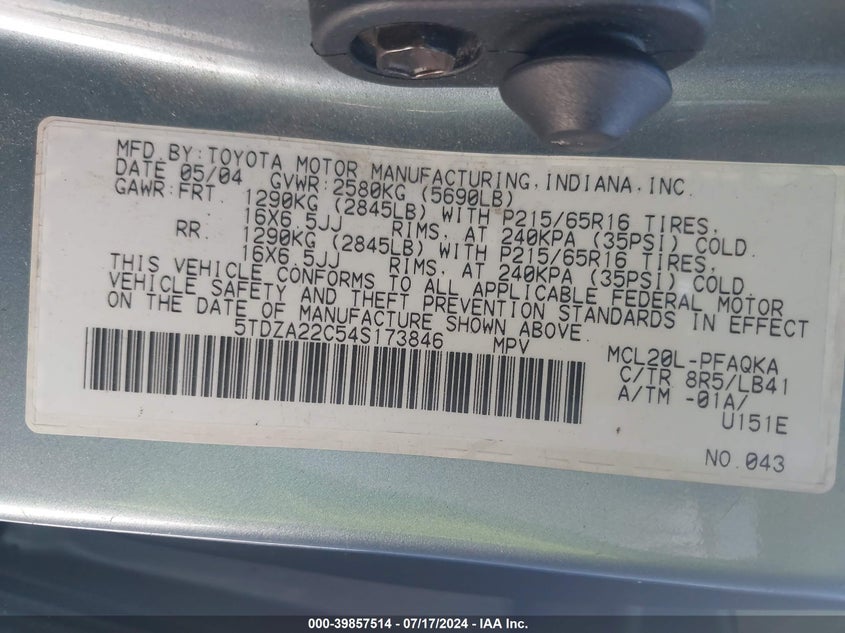 MFD. BY: TOYOTA MOTOR MANUFACTURING, INDIANA, INC.
DATE 05/04 GVWR: 2580KG (5690LB)
GAWR: FRT. 1290KG (2845LB) WITH P215/65R16 TIRES,
16X6.5JJ RIMS, AT 240KPA (35PSI) COLD.
RR. 1290KG (2845LB) WITH P215/65R16 TIRES,
16X6.5JJ RIMS, AT 240KPA (35PSI) COLD.
THIS VEHICLE CONFORMS TO ALL APPLICABLE FEDERAL MOTOR
VEHICLE SAFETY AND THEFT PREVENTION STANDARDS IN EFFECT
ON THE DATE OF MANUFACTURE SHOWN ABOVE.
5TDZA22C54S173846 MPV
MCL20L-PFAQKA
C/TR 8R5/LB41
A/TM -01A/
U151E
NO.043
000-39857514 - 07/17/2024 - IAA Inc.